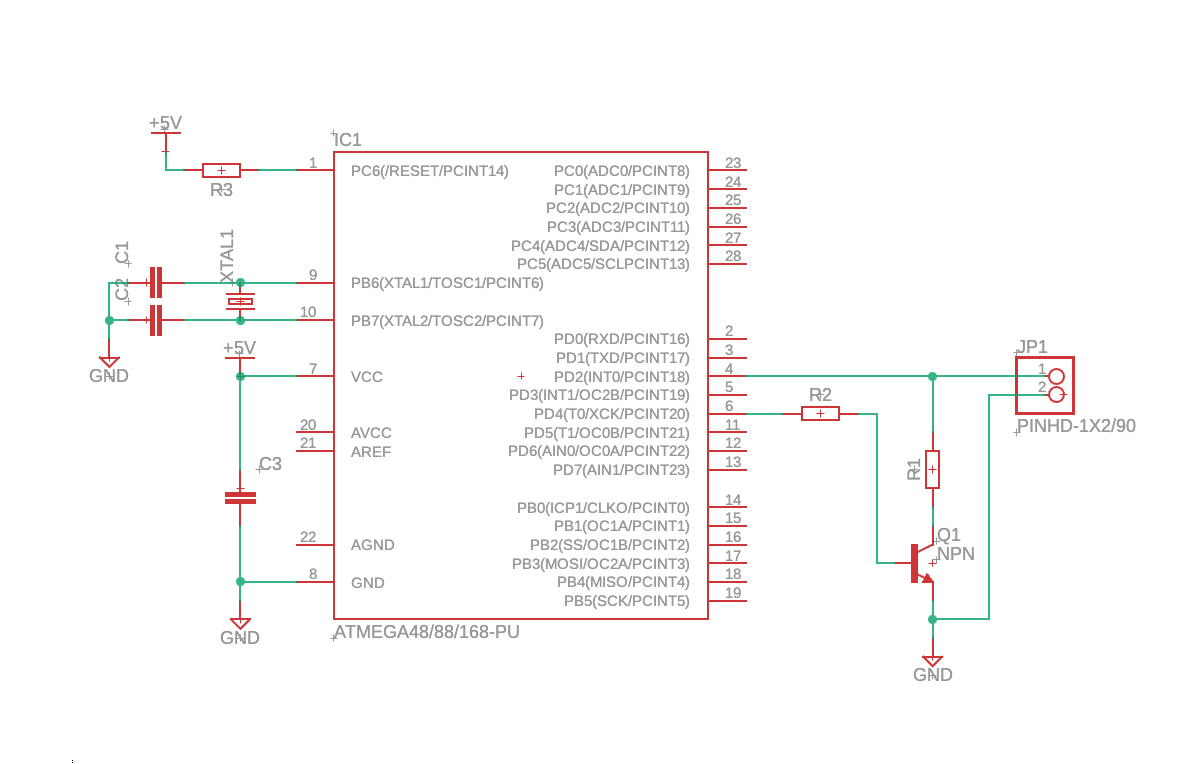 +5V
IC1
1
PC6(/RESET/PCINT14)
R3
PC0(ADC0/PCINT8)
23
PC1(ADC1/PCINT9)
24
PC2(ADC2/PCINT10)
25
PC3(ADC3/PCINT11)
26
PC4(ADC4/SDA/PCINT12)
27
PC5(ADC5/SCLPCINT13)
28
C1
XTAL1
9
PB6(XTAL1/TOSC1/PCINT6)
C2
10
PB7(XTAL2/TOSC2/PCINT7)
GND
+5V
7
VCC
20
AVCC
21
AREF
C3
22
AGND
8
GND
GND
PD0(RXD/PCINT16)
2
PD1(TXD/PCINT17)
3
PD2(INT0/PCINT18)
4
PD3(INT1/OC2B/PCINT19)
5
PD4(T0/XCK/PCINT20)
6
PD5(T1/OC0B/PCINT21)
11
PD6(AIN0/OC0A/PCINT22)
12
PD7(AIN1/PCINT23)
13
PB0(ICP1/CLKO/PCINT0)
14
PB1(OC1A/PCINT1)
15
PB2(SS/OC1B/PCINT2)
16
PB3(MOSI/OC2A/PCINT3)
17
PB4(MISO/PCINT4)
18
PB5(SCK/PCINT5)
19
ATMEGA48/88/168-PU
R2
JP1
1
2
PINHD-1X2/90
R1
Q1
NPN
GND